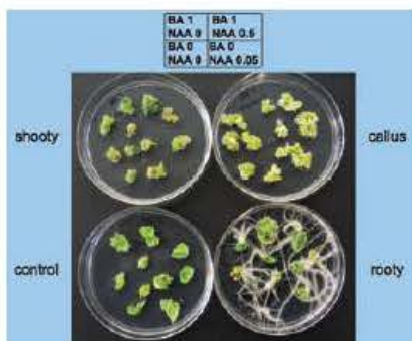 BA 1 BA 1
NAA 0 NAA 0.5
BA 0 BA 0
NAA 0 NAA 0.05
shooty callus
control rooty